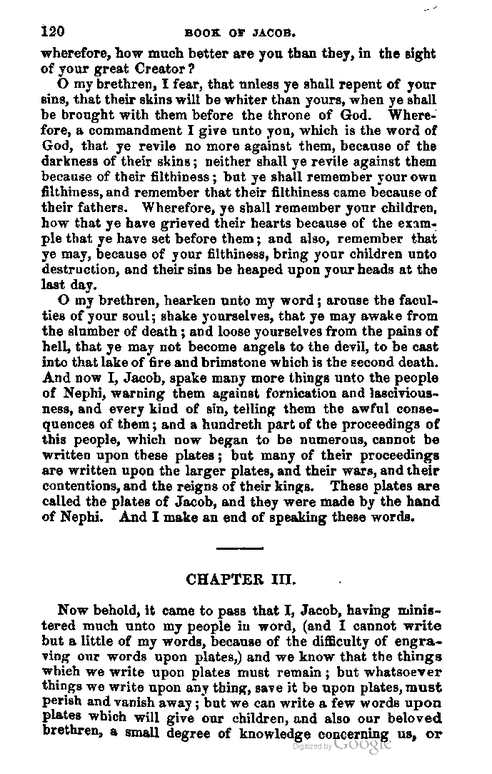 120 BOOK OF JACOB.
wherefore, how much better are you than they, in the sight
of your great Creator?
O my brethren, I fear, that unless ye shall repent of your
sins, that their skins will be whiter than yours, when ye shall
be brought with them before the throne of God. Where-
fore, a commandment I give unto you, which is the word of
God, that ye revile no more against them, because of the
darkness of their skins; neither shall ye revile against them
because of their filthiness; but ye shall remember your own
filthiness, and remember that their filthiness came because of
their fathers. Wherefore, ye shall remember your children,
how that ye have grieved their hearts because of the exam-
ple that ye have set before them; and also, remember that
ye may, because of your filthiness, bring your children unto
destruction, and their sins be heaped upon your heads at the
last day.
O my brethren, hearken unto my word; arouse the facul-
ties of your soul; shake yourselves, that ye may awake from
the slumber of death; and loose yourselves from the pains of
hell, that ye may not become angels to the devil, to be cast
into that lake of fire and brimstone which is the second death.
And now I, Jacob, spake many more things unto the people
of Nephi, warning them against fornication and lascivious-
ness, and every kind of sin, telling them the awful conse-
quences of them; and a hundreth part of the proceedings of
this people, which now began to be numerous, cannot be
written upon these plates; but many of their proceedings
are written upon the larger plates, and their wars, and their
contentions, and the reigns of their kings. These plates are
called the plates of Jacob, and they were made by the hand
of Nephi. And I make an end of speaking these words.
CHAPTER III.
Now behold, it came to pass that I, Jacob, having minis-
tered much unto my people in word, (and I cannot write
but a little of my words, because of the difficulty of engra-
ving our words upon plates,) and we know that the things
which we write upon plates must remain; but whatsoever
things we write upon any thing, save it be upon plates, must
perish and vanish away; but we can write a few words upon
plates which will give our children, and also our beloved
brethren, a small degree of knowledge concerning us, or
Digitized by Google